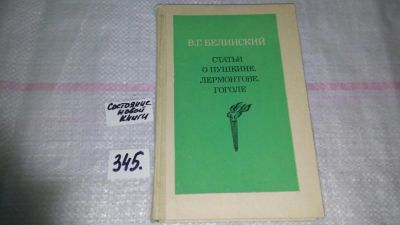 В. Г. БЕЛИНСКИЙ
СТАТЬИ
О ПУШКИНЕ,
ЛЕРМОНТОВЕ,
ГОГОЛЕ
Состояние
новой
книги
345.